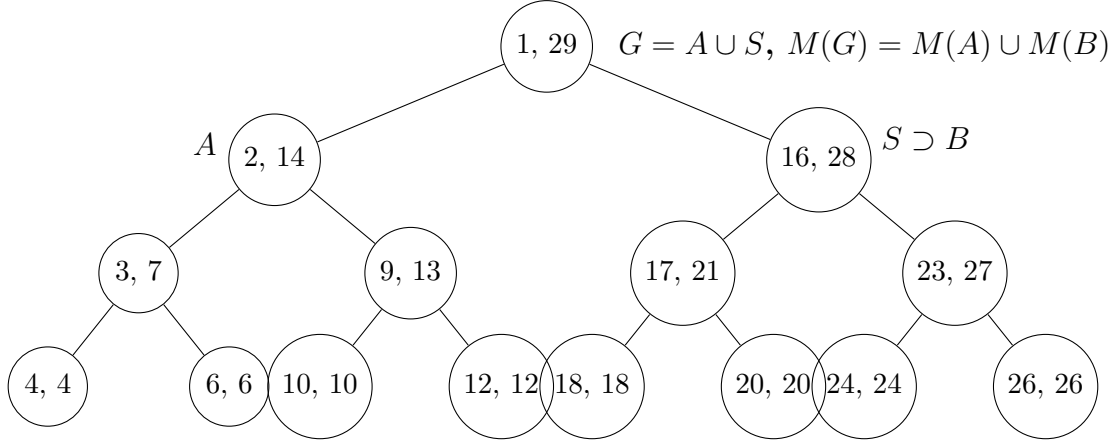 1, 29 G = A ∪ S, M(G) = M(A) ∪ M(B)
A 2, 14 16, 28 S ⊃ B
3, 7 9, 13 17, 21 23, 27
4, 4 6, 6 10, 10 12, 12 18, 18 20, 20 24, 24 26, 26